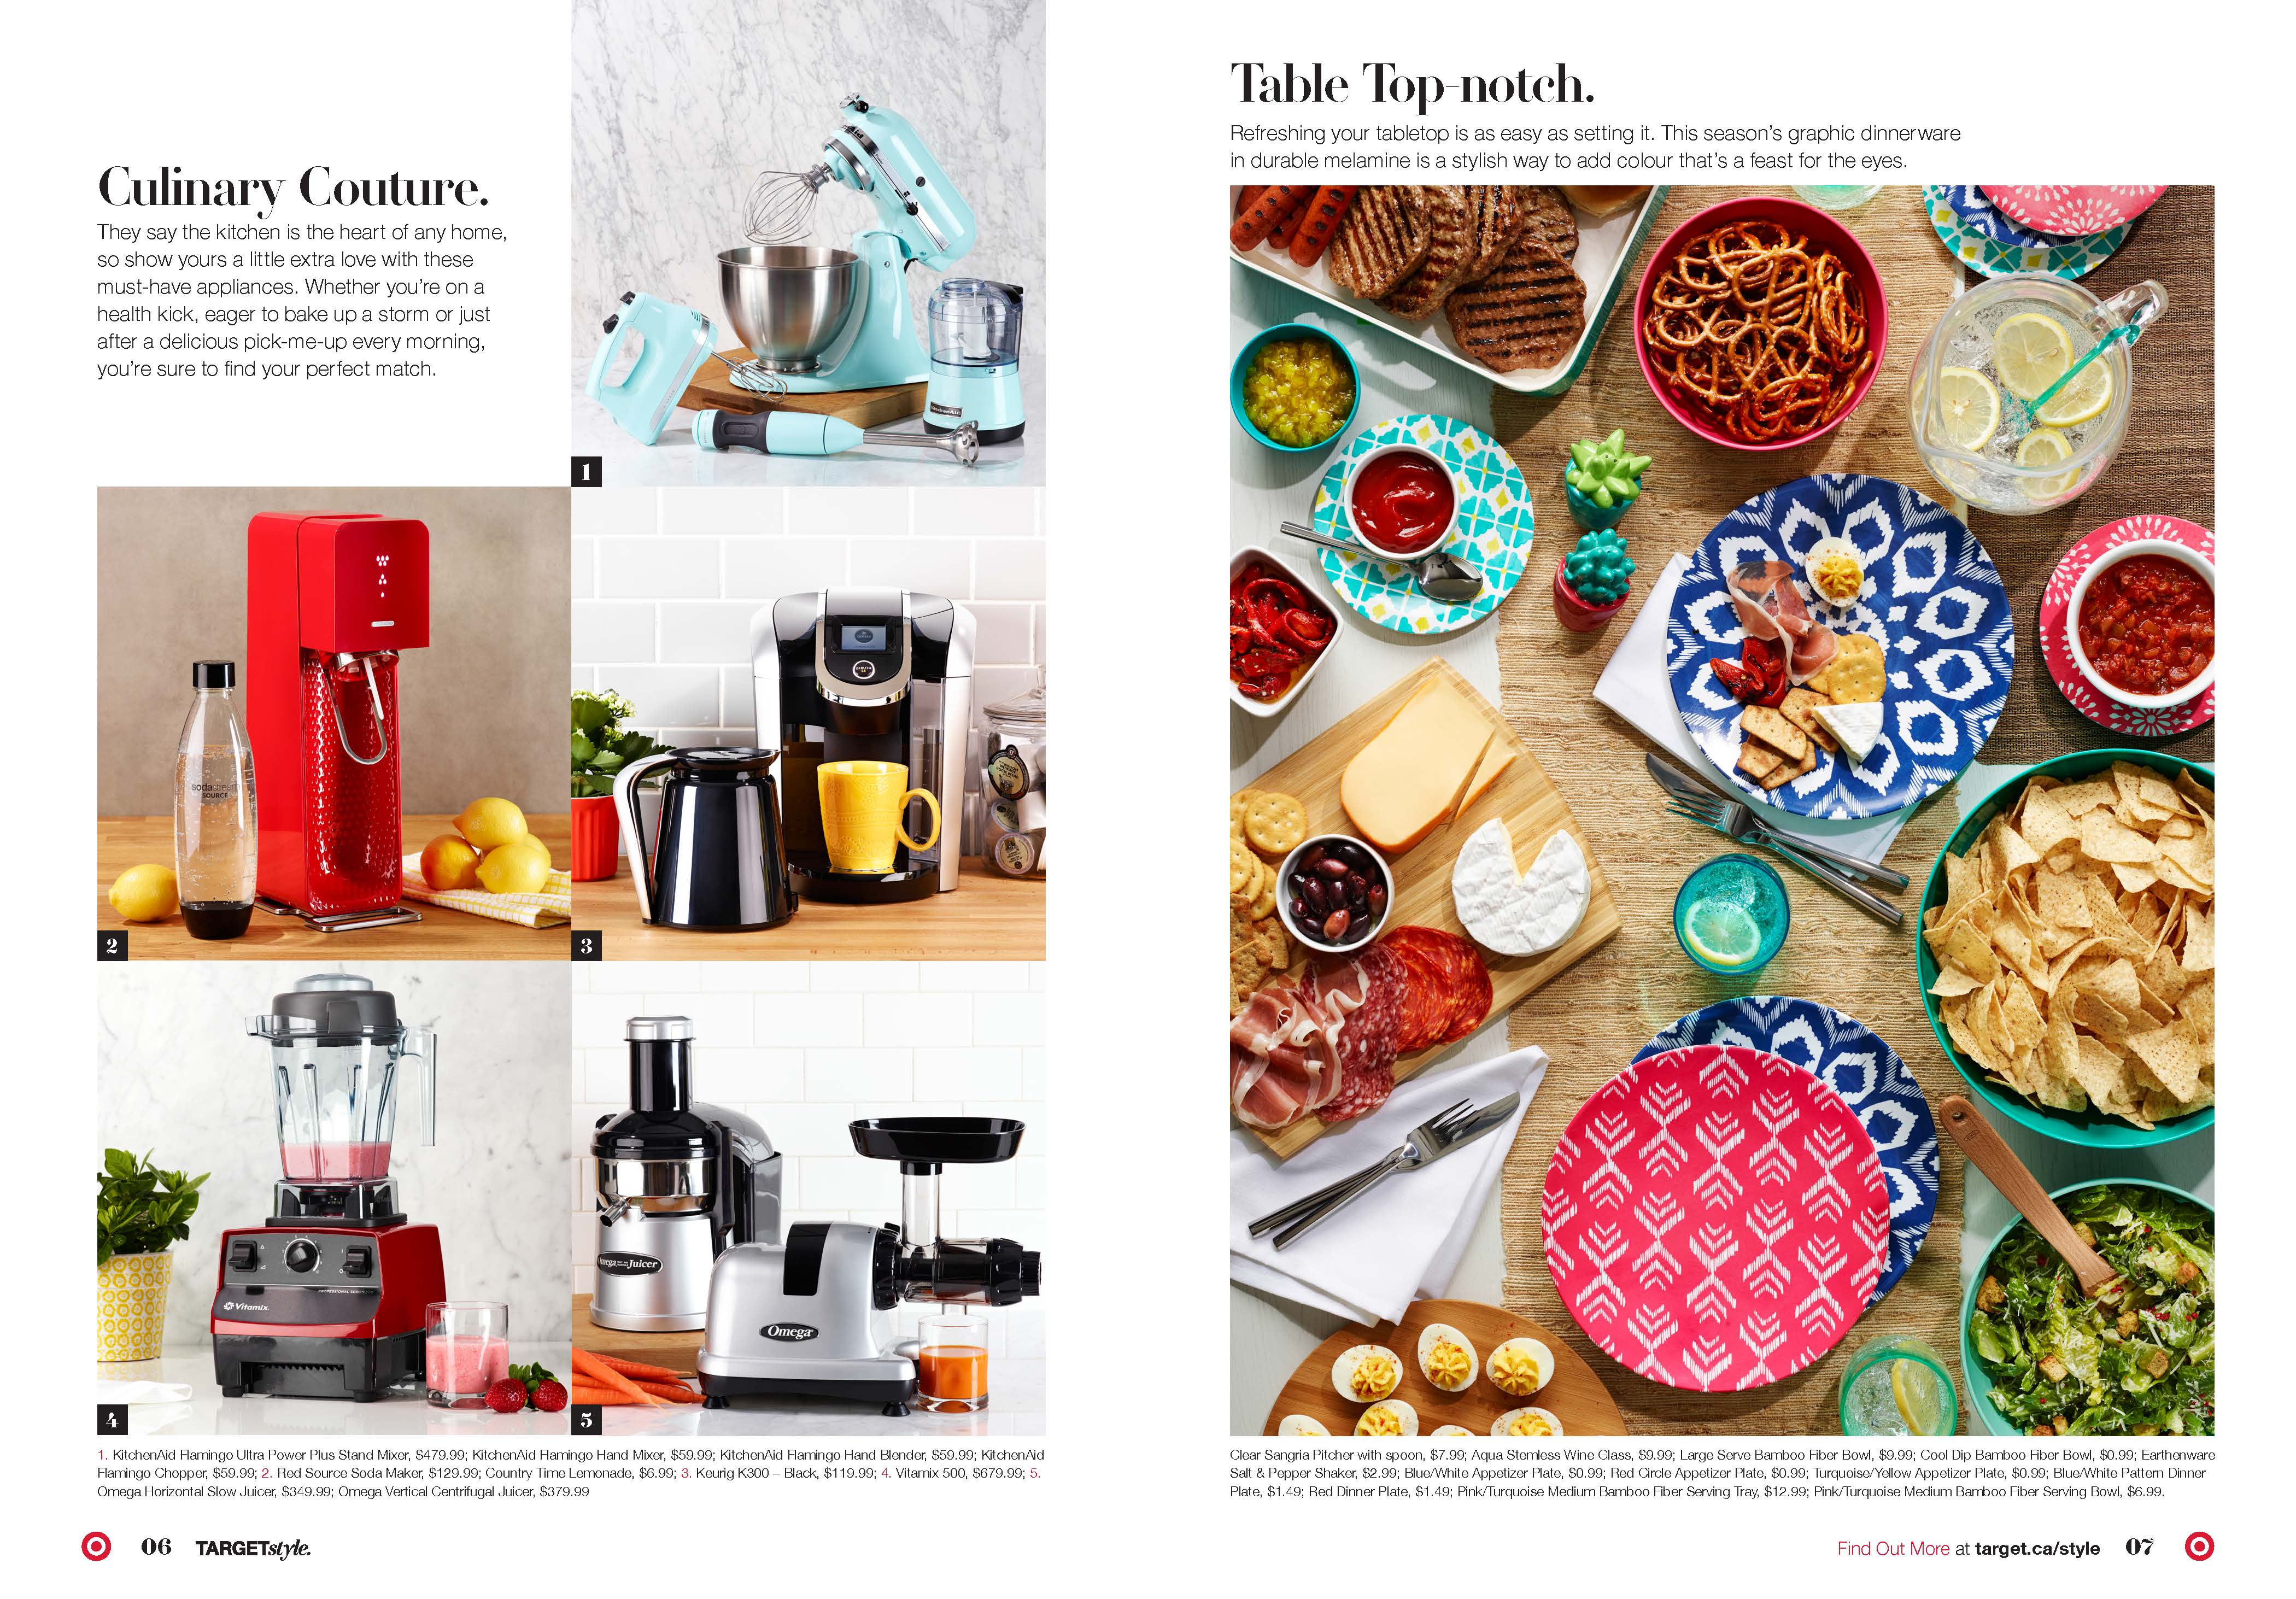 Culinary Couture.
They say the kitchen is the heart of any home,
so show yours a little extra love with these
must-have appliances. Whether you're on a
health kick, eager to bake up a storm or just
after a delicious pick-me-up every morning,
you're sure to find your perfect match.
KitchenAid
1
sodastream
SOURCE
2
3
PROFESSIONAL SERIES
Vitamix.
4
Omega Juicer
Omega
5
1. KitchenAid Flamingo Ultra Power Plus Stand Mixer, $479.99; KitchenAid Flamingo Hand Mixer, $59.99; KitchenAid Flamingo Hand Blender, $59.99; KitchenAid
Flamingo Chopper, $59.99; 2. Red Source Soda Maker, $129.99; Country Time Lemonade, $6.99; 3. Keurig K300 – Black, $119.99; 4. Vitamix 500, $679.99; 5.
Omega Horizontal Slow Juicer, $349.99; Omega Vertical Centrifugal Juicer, $379.99
06 TARGETstyle.
Table Top-notch.
Refreshing your tabletop is as easy as setting it. This season's graphic dinnerware
in durable melamine is a stylish way to add colour that's a feast for the eyes.
Clear Sangria Pitcher with spoon, $7.99; Aqua Stemless Wine Glass, $9.99; Large Serve Bamboo Fiber Bowl, $9.99; Cool Dip Bamboo Fiber Bowl, $0.99; Earthenware
Salt & Pepper Shaker, $2.99; Blue/White Appetizer Plate, $0.99; Red Circle Appetizer Plate, $0.99; Turquoise/Yellow Appetizer Plate, $0.99; Blue/White Pattern Dinner
Plate, $1.49; Red Dinner Plate, $1.49; Pink/Turquoise Medium Bamboo Fiber Serving Tray, $12.99; Pink/Turquoise Medium Bamboo Fiber Serving Bowl, $6.99.
Find Out More at target.ca/style 07